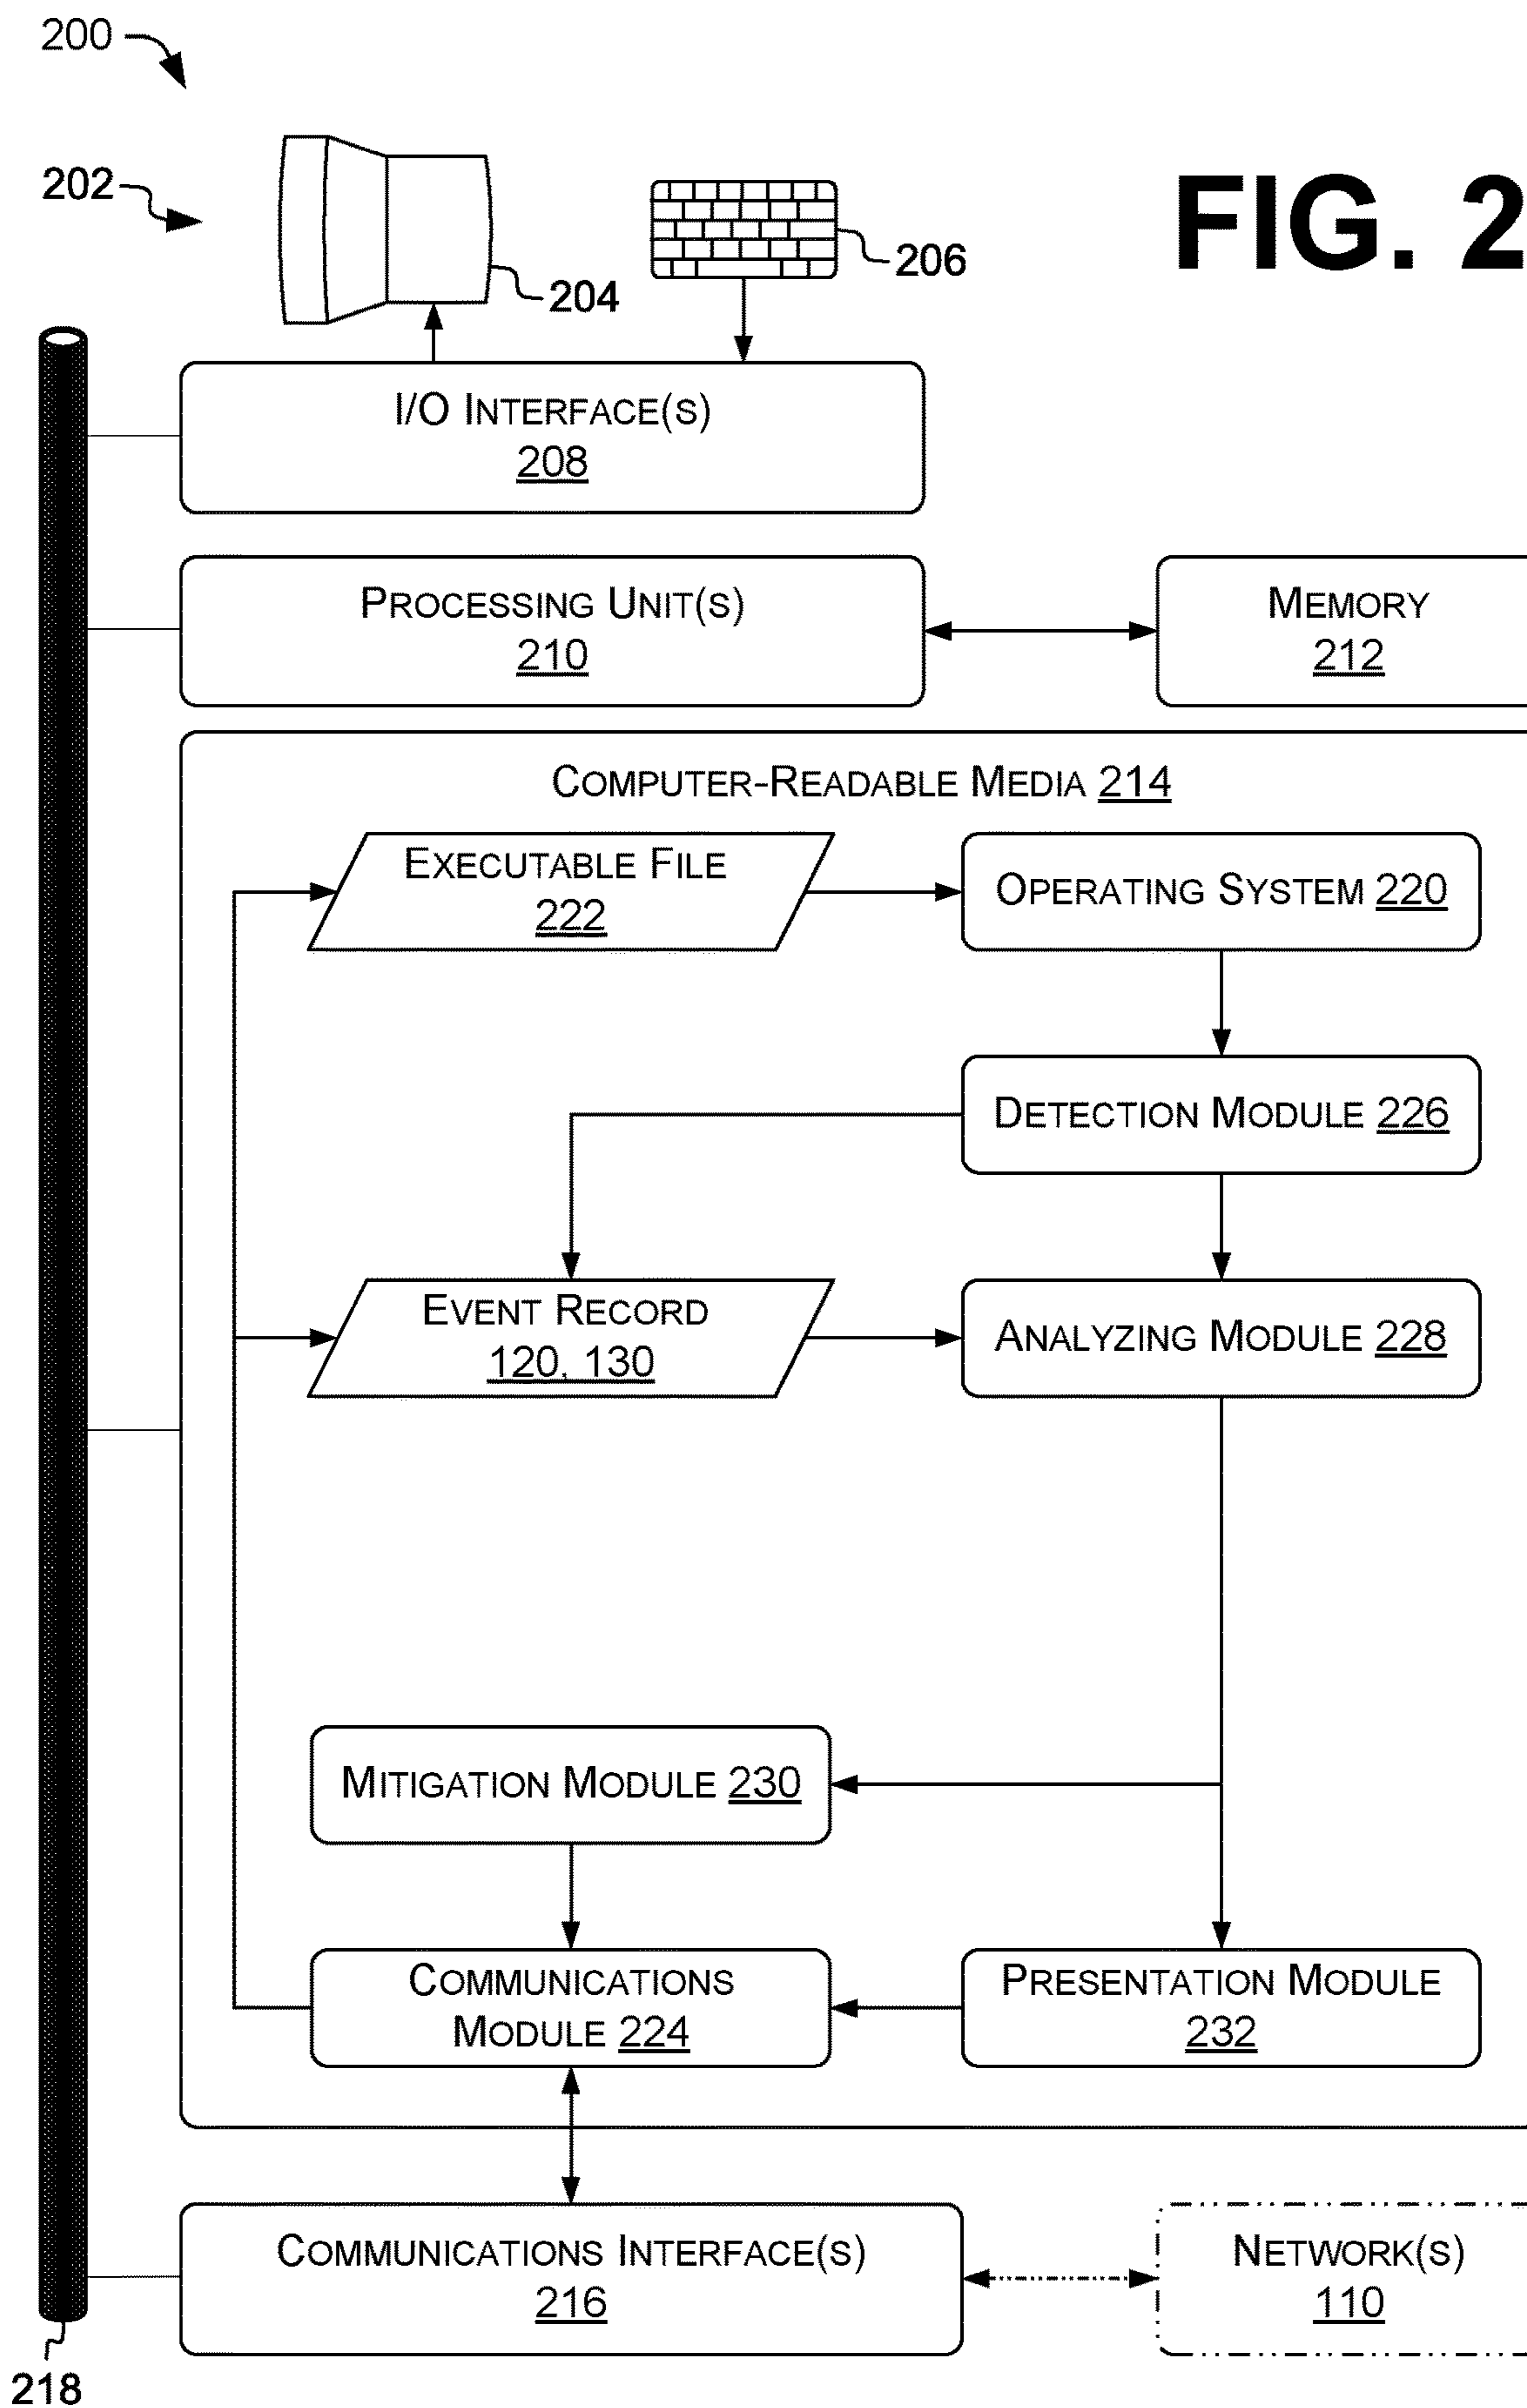 200
202
204
206
FIG. 2
I/O INTERFACE(S)
208
PROCESSING UNIT(S)
210
MEMORY
212
COMPUTER-READABLE MEDIA 214
EXECUTABLE FILE
222
OPERATING SYSTEM 220
DETECTION MODULE 226
EVENT RECORD
120, 130
ANALYZING MODULE 228
MITIGATION MODULE 230
COMMUNICATIONS
MODULE 224
PRESENTATION MODULE
232
COMMUNICATIONS INTERFACE(S)
216
NETWORK(S)
110
218